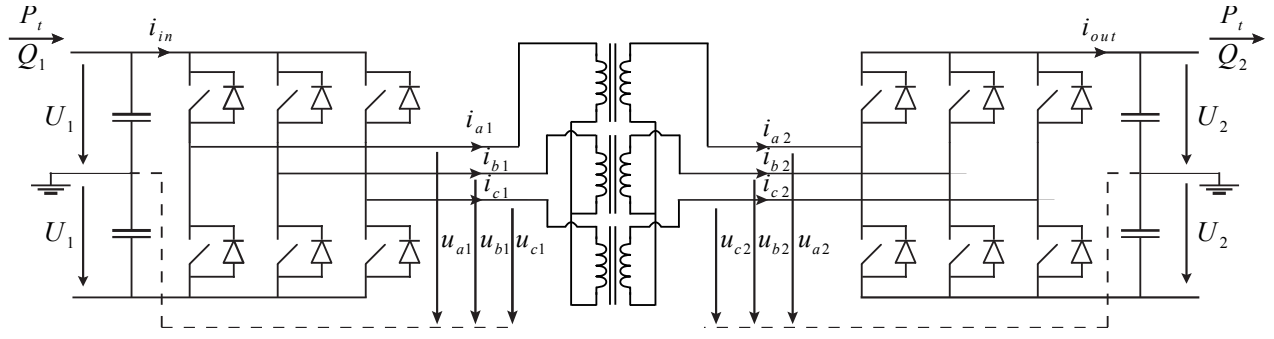 P_t
Q_1
i_in
U_1
U_1
i_a1
i_b1
i_c1
u_a1 u_b1 u_c1
i_a2
i_b2
i_c2
u_c2 u_b2 u_a2
i_out
U_2
U_2
P_t
Q_2